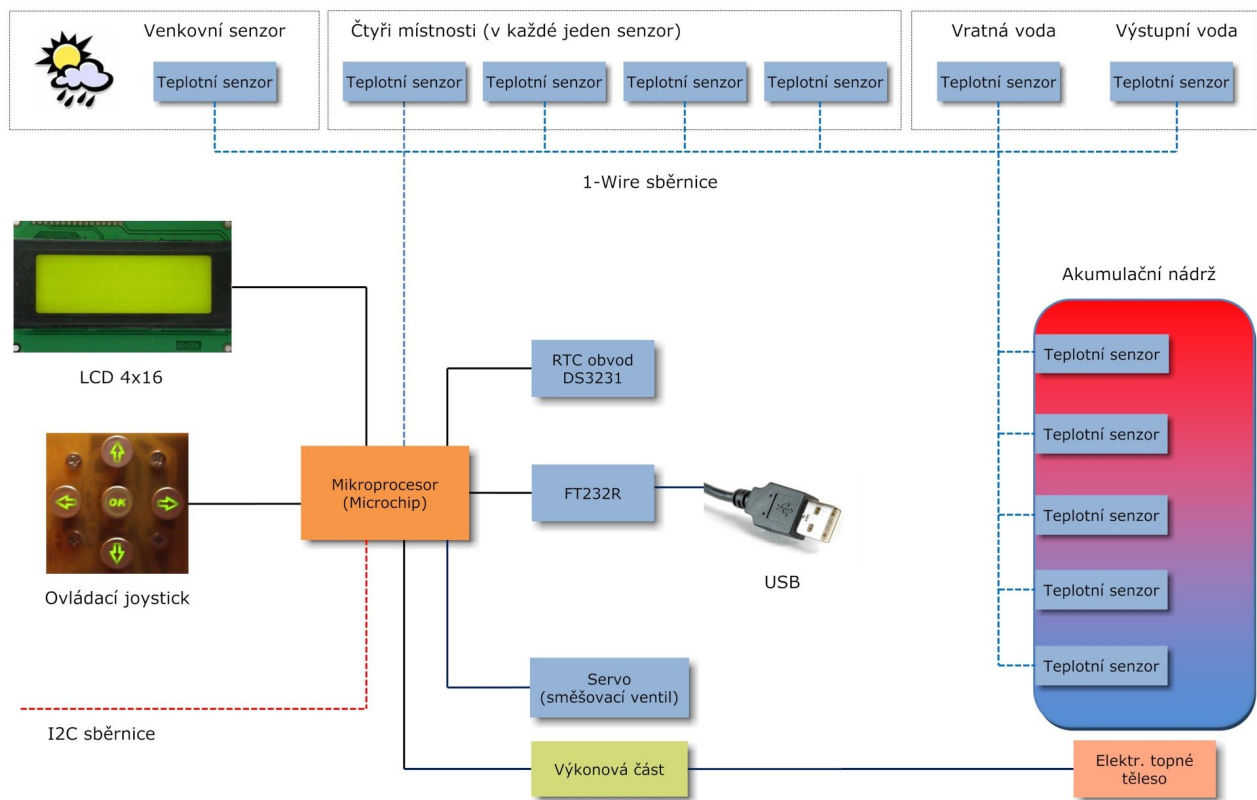 Venkovní senzor
Čtyři místnosti (v každé jeden senzor)
Vratná voda
Výstupní voda
Teplotní senzor
Teplotní senzor
Teplotní senzor
Teplotní senzor
Teplotní senzor
Teplotní senzor
Teplotní senzor
1-Wire sběrnice
Akumulační nádrž
Teplotní senzor
Teplotní senzor
Teplotní senzor
Teplotní senzor
Teplotní senzor
LCD 4x16
RTC obvod
DS3231
Mikroprocesor
(Microchip)
FT232R
USB
OK
Ovládací joystick
Servo
(směšovací ventil)
I2C sběrnice
Výkonová část
Elektr. topné
těleso